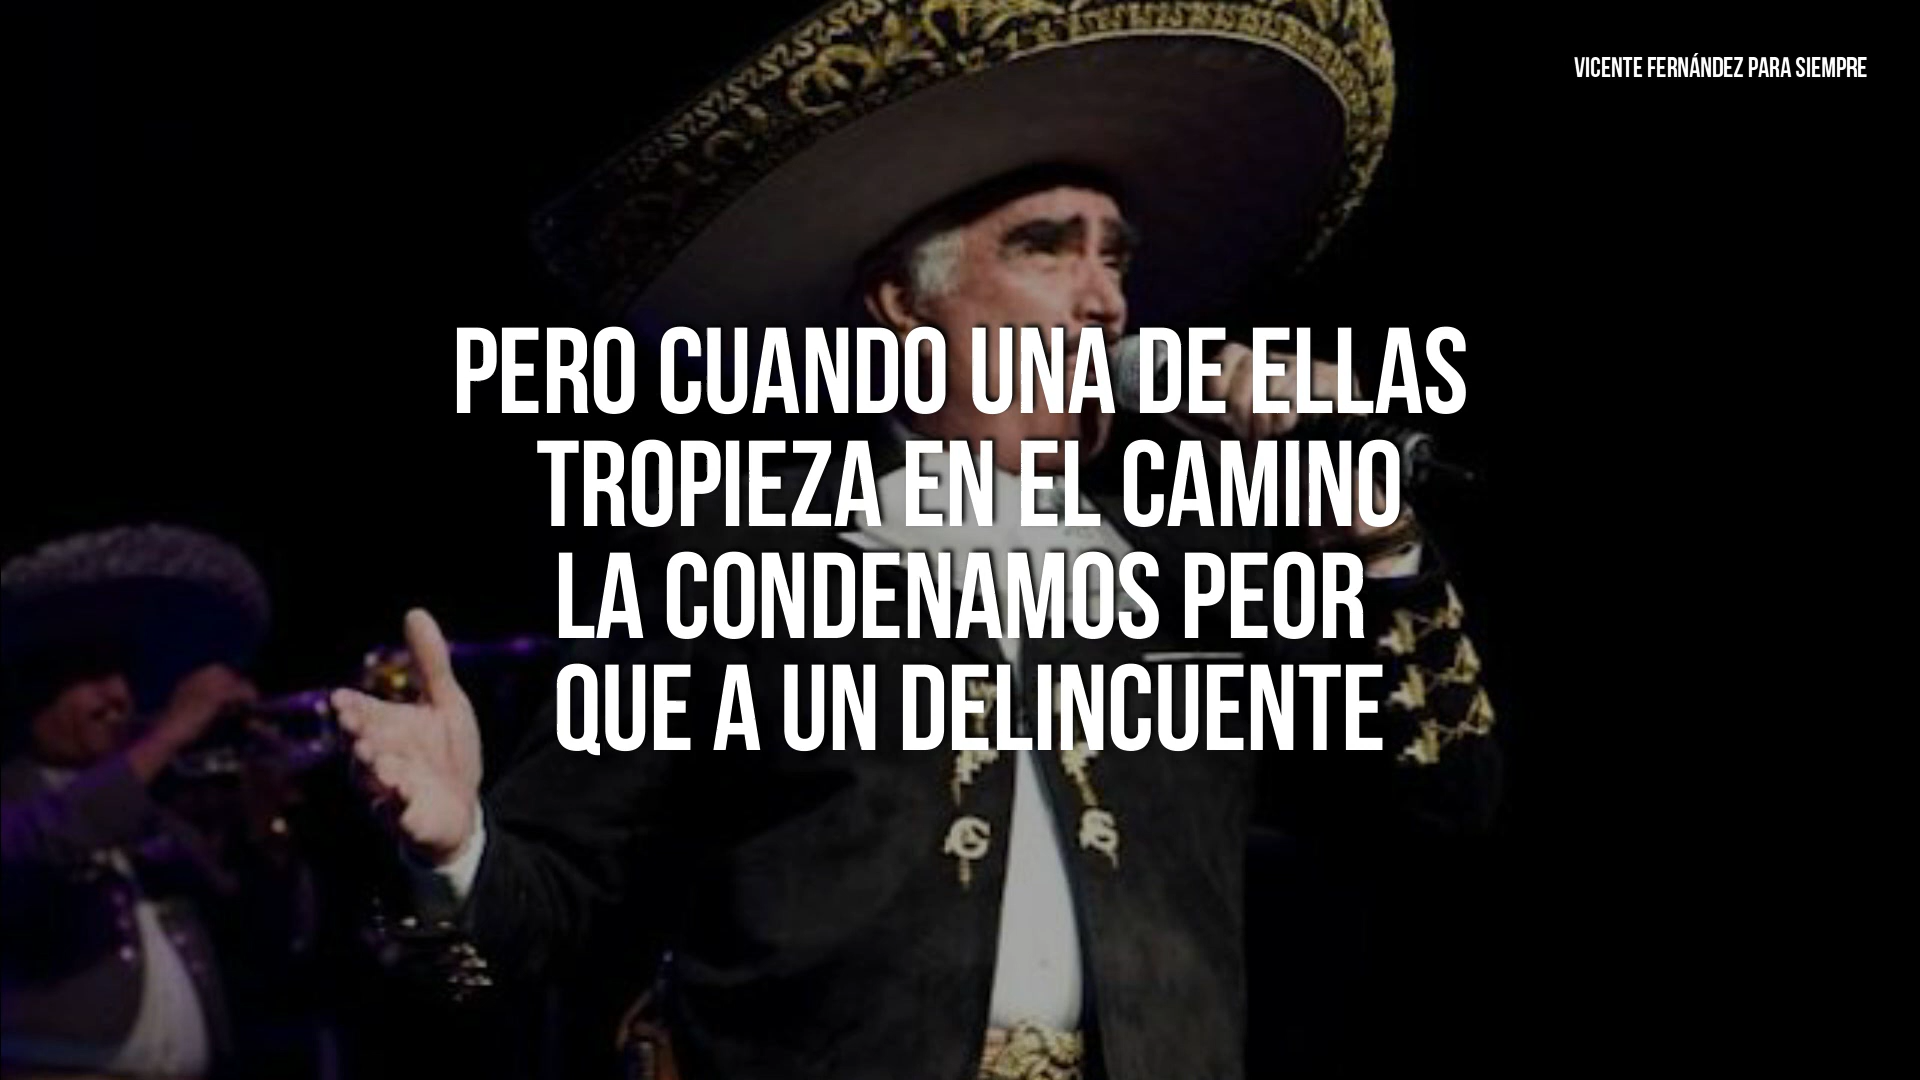 VICENTE FERNÁNDEZ PARA SIEMPRE
PERO CUANDO UNA DE ELLAS
TROPIEZA EN EL CAMINO
LA CONDENAMOS PEOR
QUE A UN DELINCUENTE